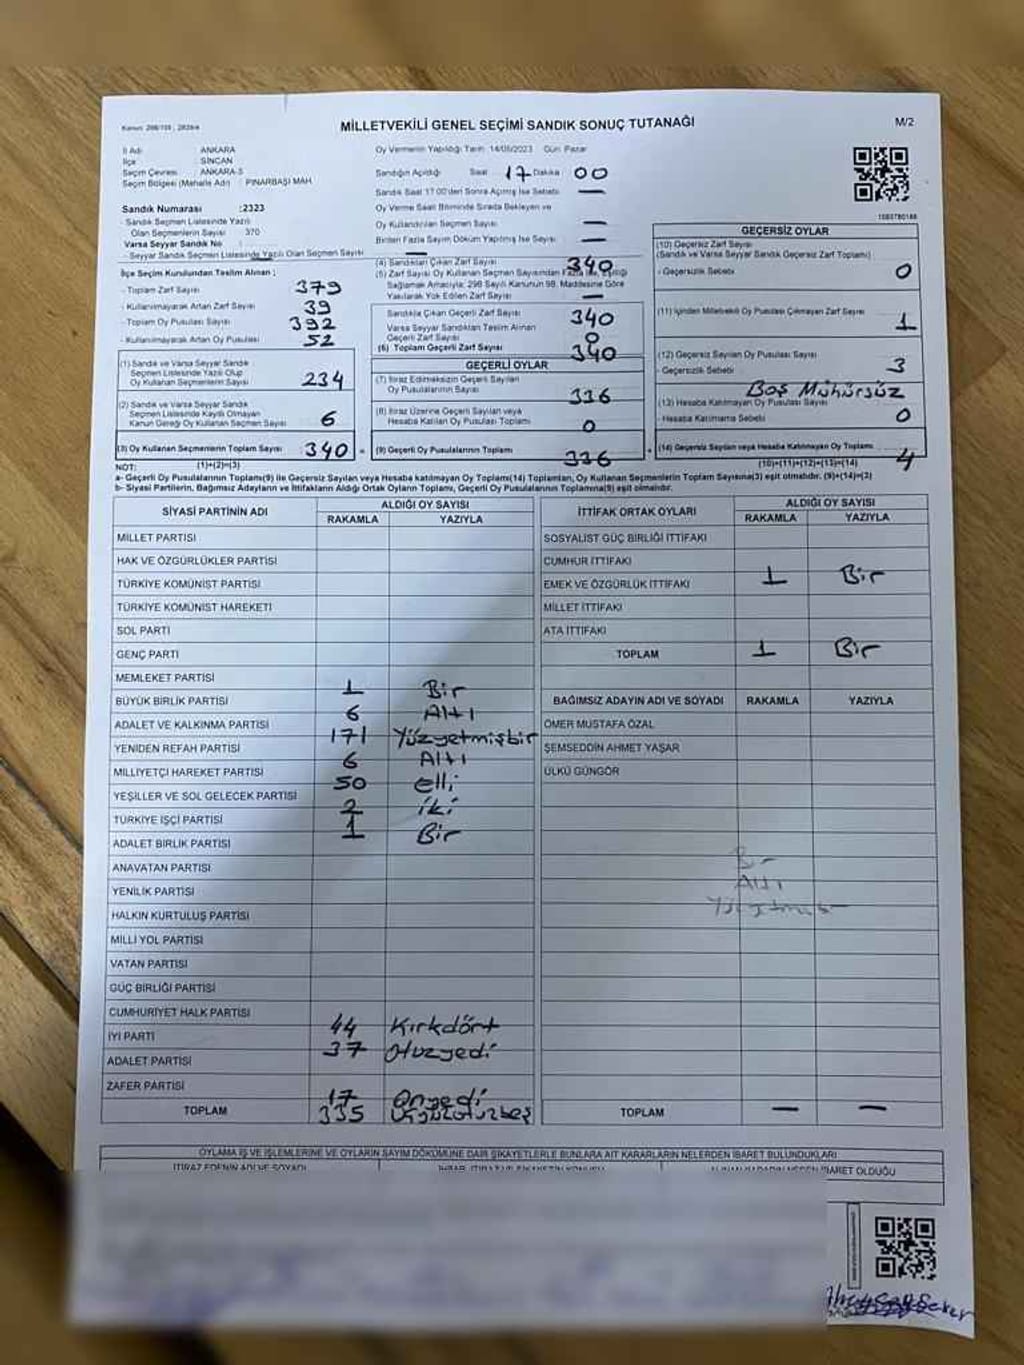 MİLLETVEKİLİ GENEL SEÇİMİ SANDIK SONUÇ TUTANAĞI
M/2
İl Adı : ANKARA
İlçe : SİNCAN
Seçim Çevresi : ANKARA-3
Seçim Bölgesi (Mahalle Adı) : PINARBAŞI MAH
Sandık Numarası :2323
- Sandık Seçmen Listesinde Yazılı
Olan Seçmenlerin Sayısı : 370
Varsa Seyyar Sandık No
- Seyyar Sandık Seçmen Listesinde Yazılı Olan Seçmen Sayısı —
İlçe Seçim Kurulundan Teslim Alınan ;
- Toplam Zarf Sayısı 379
- Kullanılmayarak Artan Zarf Sayısı 39
- Toplam Oy Pusulası Sayısı 392
- Kullanılmayarak Artan Oy Pusulası 52
(1) Sandık ve Varsa Seyyar Sandık
Seçmen Listesinde Yazılı Olup
Oy Kullanan Seçmenlerin Sayısı 234
(2) Sandık ve Varsa Seyyar Sandık
Seçmen Listesinde Kayıtlı Olmayan
Kanun Gereği Oy Kullanan Seçmen Sayısı 6
(3) Oy Kullanan Seçmenlerin Toplam Sayısı 340
(1)+(2)=(3)
Oy Vermenin Yapıldığı Tarih: 14/05/2023 Gün: Pazar
Sandığın Açıldığı Saat 17 Dakika 00
Sandık Saat 17.00'den Sonra Açılmış İse Sebebi —
Oy Verme Saati Bitiminde Sırada Bekleyen ve
Oy Kullandırılan Seçmen Sayısı —
Birden Fazla Sayım Döküm Yapılmış İse Sayısı —
(4) Sandıktan Çıkan Zarf Sayısı 340
(5) Zarf Sayısı Oy Kullanan Seçmen Sayısından Fazla ise, Eşitliği
Sağlamak Amacıyla; 298 Sayılı Kanunun 98. Maddesine Göre
Yakılarak Yok Edilen Zarf Sayısı —
Sandıkta Çıkan Geçerli Zarf Sayısı 340
Varsa Seyyar Sandıktan Teslim Alınan
Geçerli Zarf Sayısı 0
(6) Toplam Geçerli Zarf Sayısı 340
GEÇERLİ OYLAR
(7) İtiraz Edilmeksizin Geçerli Sayılan
Oy Pusulalarının Sayısı 336
(8) İtiraz Üzerine Geçerli Sayılan veya
Hesaba Katılan Oy Pusulası Toplamı 0
(9) Geçerli Oy Pusulalarının Toplamı 336
GEÇERSİZ OYLAR
(10) Geçersiz Zarf Sayısı
(Sandık ve Varsa Seyyar Sandık Geçersiz Zarf Toplamı)
- Geçersizlik Sebebi 0
(11) İçinden Milletvekili Oy Pusulası Çıkmayan Zarf Sayısı 1
(12) Geçersiz Sayılan Oy Pusulası Sayısı 3
- Geçersizlik Sebebi Boş Mühürsüz
(13) Hesaba Katılmayan Oy Pusulası Sayısı 0
- Hesaba Katılmama Sebebi
(14) Geçersiz Sayılan veya Hesaba Katılmayan Oy Toplamı 4
(10)+(11)+(12)+(13)=(14)
NOT:
a- Geçerli Oy Pusulalarının Toplamı(9) ile Geçersiz Sayılan veya Hesaba katılmayan Oy Toplamı(14) Toplamları, Oy Kullanan Seçmenlerin Toplam Sayısına(3) eşit olmalıdır. (9)+(14)=(3)
b- Siyasi Partilerin, Bağımsız Adayların ve İttifakların Aldığı Ortak Oyların Toplamı, Geçerli Oy Pusulalarının Toplamına(9) eşit olmalıdır.
SİYASİ PARTİNİN ADI ALDIĞI OY SAYISI
RAKAMLA YAZIYLA
MİLLET PARTİSİ
HAK VE ÖZGÜRLÜKLER PARTİSİ
TÜRKİYE KOMÜNİST PARTİSİ
TÜRKİYE KOMÜNİST HAREKETİ
SOL PARTİ
GENÇ PARTİ
MEMLEKET PARTİSİ 1 Bir
BÜYÜK BİRLİK PARTİSİ 6 Altı
ADALET VE KALKINMA PARTİSİ 171 Yüzyetmişbir
YENİDEN REFAH PARTİSİ 6 Altı
MİLLİYETÇİ HAREKET PARTİSİ 50 elli
YEŞİLLER VE SOL GELECEK PARTİSİ 2 iki
TÜRKİYE İŞÇİ PARTİSİ 1 Bir
ADALET BİRLİK PARTİSİ
ANAVATAN PARTİSİ
YENİLİK PARTİSİ
HALKIN KURTULUŞ PARTİSİ
MİLLİ YOL PARTİSİ
VATAN PARTİSİ
GÜÇ BİRLİĞİ PARTİSİ
CUMHURİYET HALK PARTİSİ 44 Kırkdört
İYİ PARTİ 37 Otuzyedi
ADALET PARTİSİ
ZAFER PARTİSİ 17 Onyedi
TOPLAM 335 Üçyüzotuzbeş
İTTİFAK ORTAK OYLARI ALDIĞI OY SAYISI
RAKAMLA YAZIYLA
SOSYALİST GÜÇ BİRLİĞİ İTTİFAKI
CUMHUR İTTİFAKI 1 Bir
EMEK VE ÖZGÜRLÜK İTTİFAKI
MİLLET İTTİFAKI
ATA İTTİFAKI
TOPLAM 1 Bir
BAĞIMSIZ ADAYIN ADI VE SOYADI RAKAMLA YAZIYLA
ÖMER MUSTAFA ÖZAL
ŞEMSEDDİN AHMET YAŞAR
ÜLKÜ GÜNGÖR
Bir
Altı
TOPLAM — —
OYLAMA İŞ VE İŞLEMLERİNE VE OYLARIN SAYIM DÖKÜMÜNE DAİR ŞİKAYETLERLE BUNLARA AİT KARARLARIN NELERDEN İBARET BULUNDUKLARI
İTİRAZ EDENİN ADI VE SOYADI